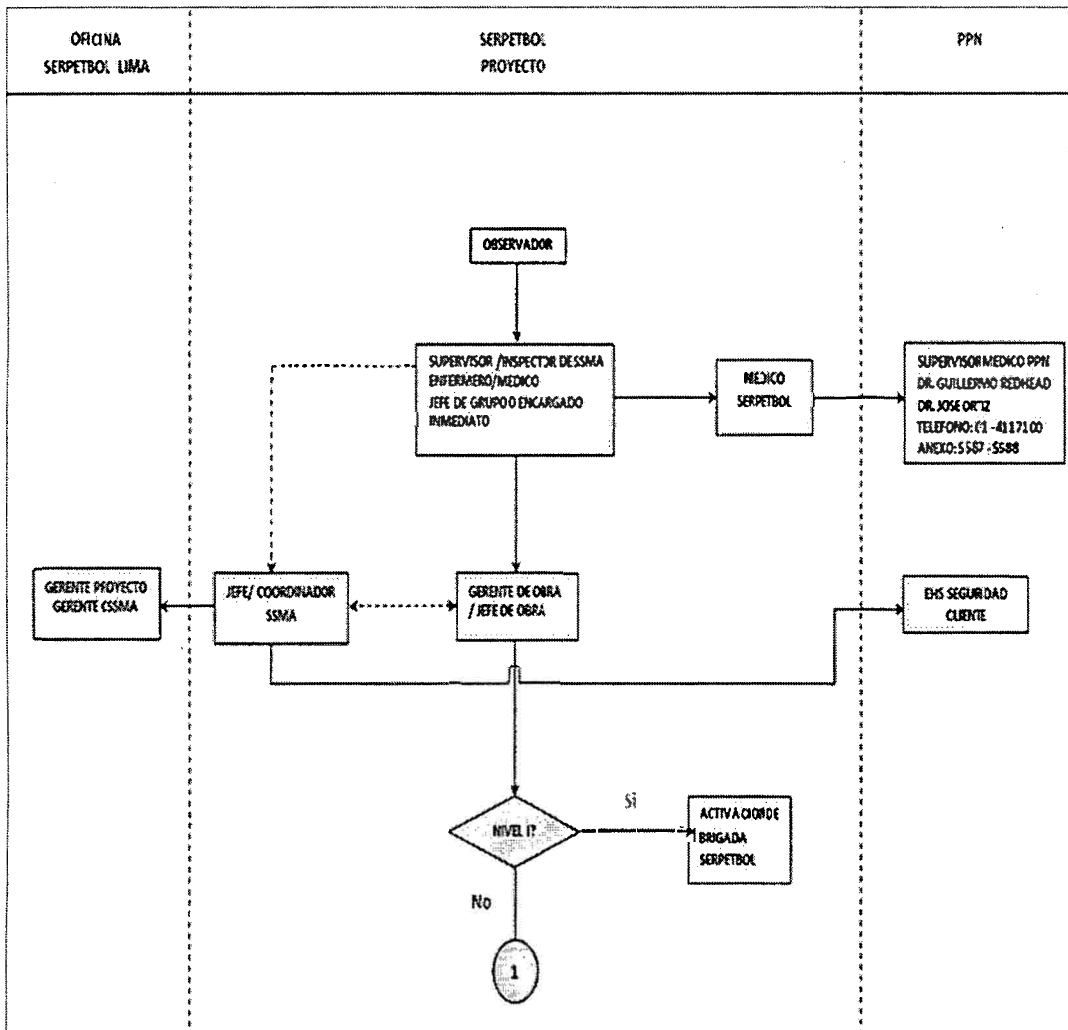 OFICINA
SERPETBOL LIMA
SERPETBOL
PROYECTO
PPN
OBSERVADOR
SUPERVISOR /INSPECTOR DE SSMA
ENFERMERO/MEDICO
JEFE DE GRUPO O ENCARGADO
INMEDIATO
MEDICO
SERPETBOL
SUPERVISOR MEDICO PPN
DR. GUILLERMO REDHEAD
DR. JOSE ORTIZ
TELEFONO: 01 - 4117100
ANEXO: 5587 - 5588
GERENTE PROYECTO
GERENTE CSSMA
JEFE/ COORDINADOR
SSMA
GERENTE DE OBRA
/ JEFE DE OBRA
EHS SEGURIDAD
CLIENTE
NIVEL I?
Si
ACTIVACION DE
BRIGADA
SERPETBOL
No
1